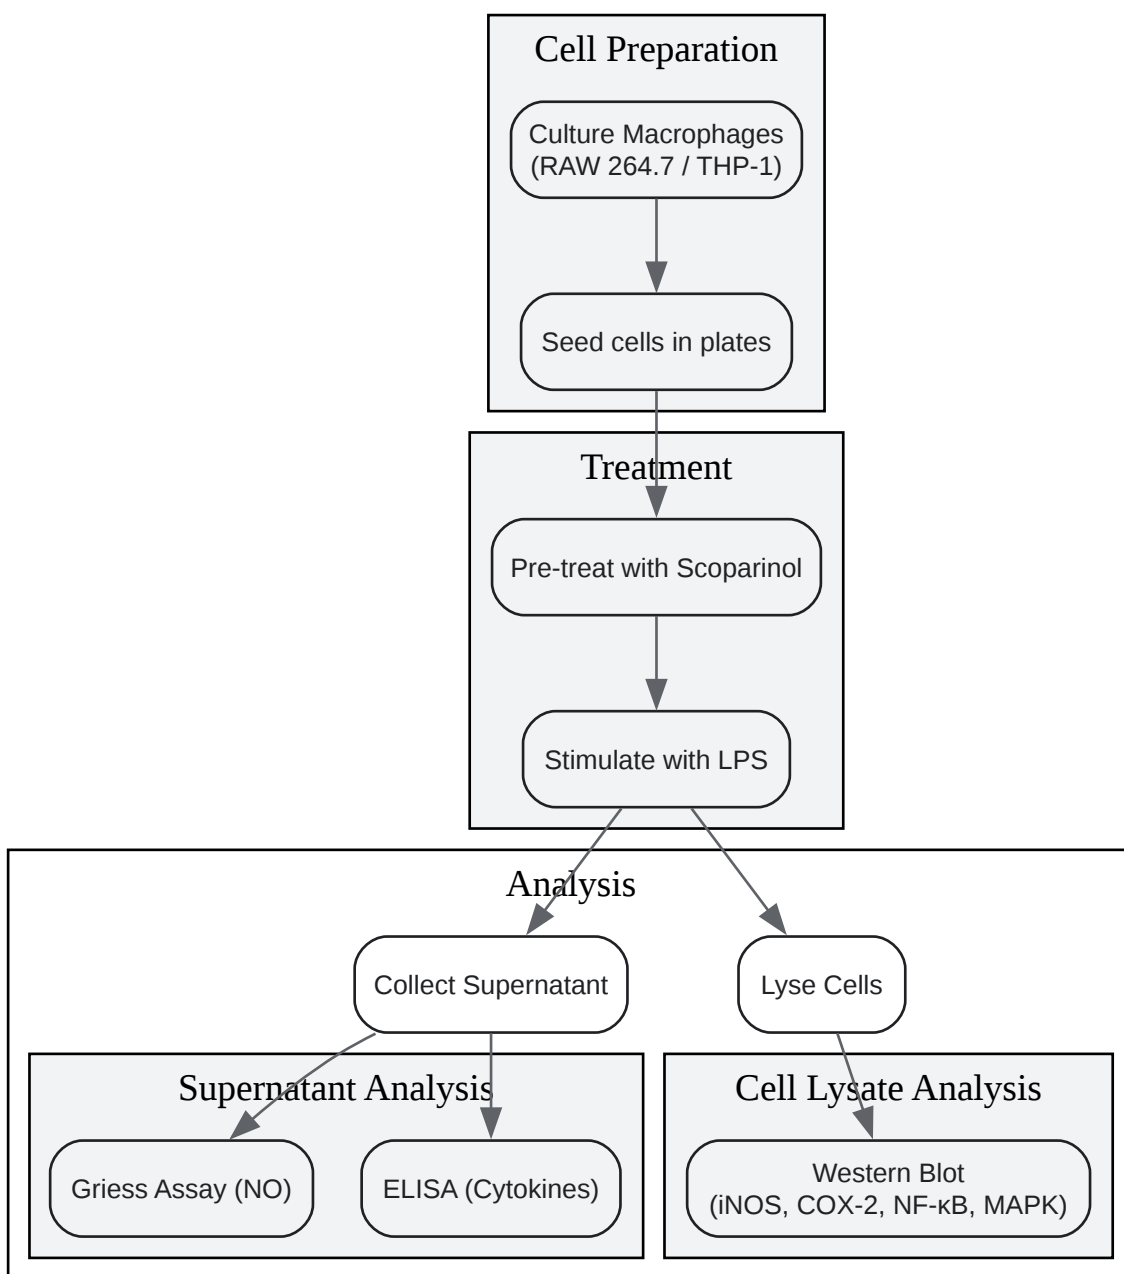 Cell Preparation
Culture Macrophages
(RAW 264.7 / THP-1)
Seed cells in plates
Treatment
Pre-treat with Scoparinol
Stimulate with LPS
Analysis
Collect Supernatant
Lyse Cells
Supernatant Analysis
Cell Lysate Analysis
Griess Assay (NO)
ELISA (Cytokines)
Western Blot
(iNOS, COX-2, NF-κB, MAPK)